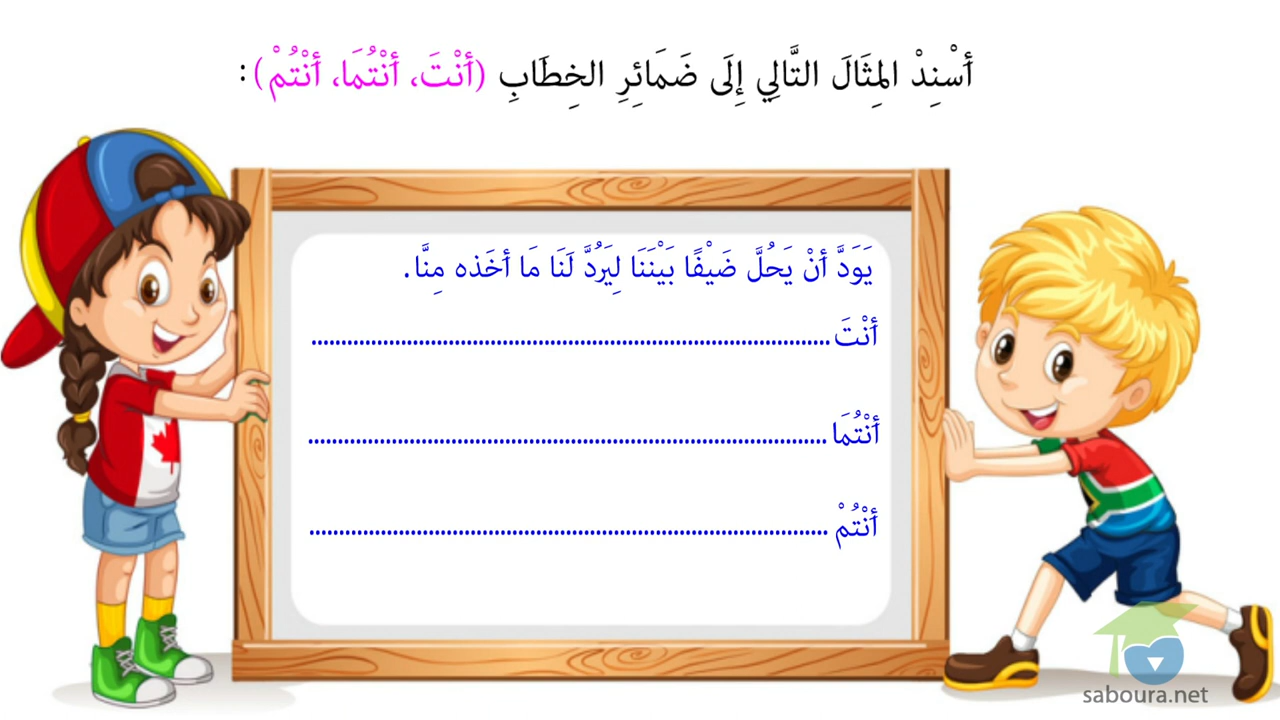 أَسْنِدْ المِثَالَ التَّالِي إِلَى ضَمَائِرِ الخِطَابِ (أَنْتَ، أَنْتُمَا، أَنْتُمْ):
يَوَدَّ أَنْ يَحُلَّ ضَيْفًا بَيْنَنَا لِيَرُدَّ لَنَا مَا أَخَذه مِنَّا.
أَنْتَ ......................................................................................
أَنْتُمَا ......................................................................................
أَنْتُمْ ......................................................................................
saboura.net